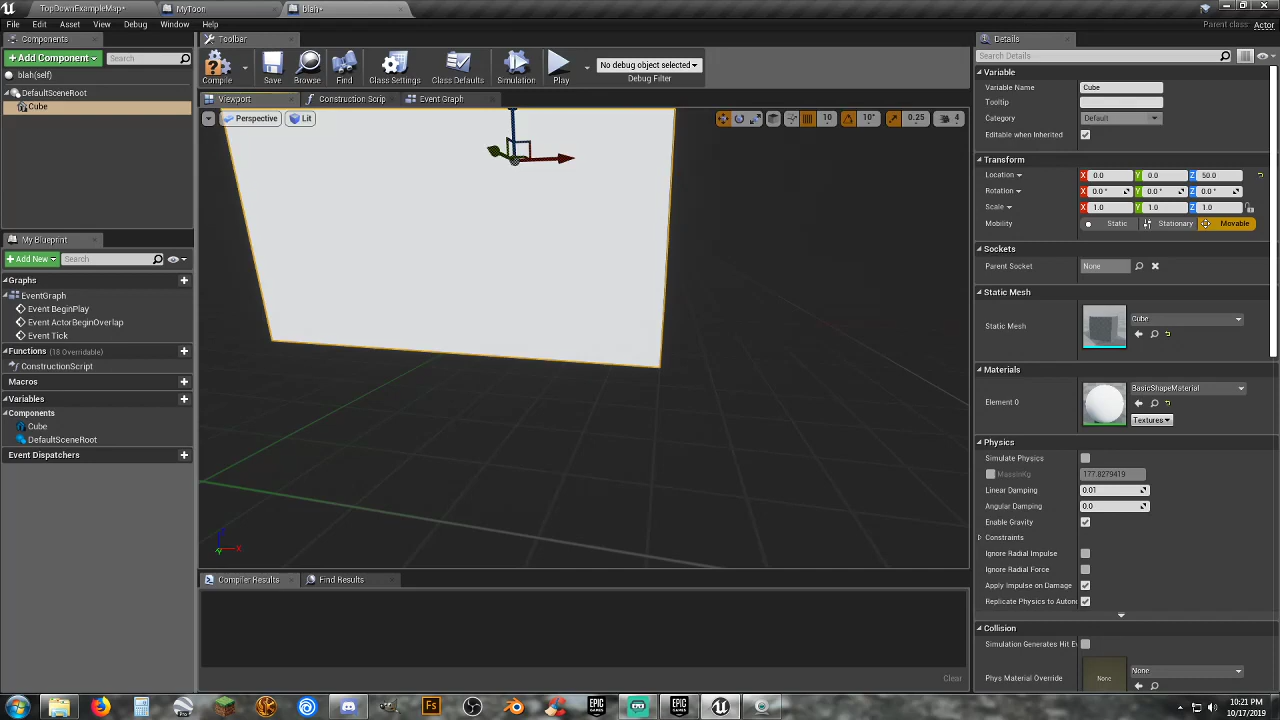 TopDownExampleMap*
MyToon
blah*
File Edit Asset View Debug Window Help
Parent class: Actor
Components
+ Add Component
Search
blah(self)
DefaultSceneRoot
Cube
Toolbar
Compile Save Browse Find Class Settings Class Defaults Simulation Play
No debug object selected
Debug Filter
Viewport
Construction Scrip
Event Graph
Perspective
Lit
10 10° 0.25 4
X
My Blueprint
+ Add New
Search
Graphs
EventGraph
Event BeginPlay
Event ActorBeginOverlap
Event Tick
Functions (18 Overridable)
ConstructionScript
Macros
Variables
Components
Cube
DefaultSceneRoot
Event Dispatchers
Compiler Results
Find Results
Clear
Details
Search Details
Variable
Variable Name Cube
Tooltip
Category Default
Editable when Inherited
Transform
Location X 0.0 Y 0.0 Z 50.0
Rotation X 0.0 ° Y 0.0 ° Z 0.0 °
Scale X 1.0 Y 1.0 Z 1.0
Mobility Static Stationary Movable
Sockets
Parent Socket None
Static Mesh
Static Mesh Cube
Materials
Element 0 BasicShapeMaterial
Textures
Physics
Simulate Physics
MassInKg 177.8279419
Linear Damping 0.01
Angular Damping 0.0
Enable Gravity
Constraints
Ignore Radial Impulse
Ignore Radial Force
Apply Impulse on Damage
Replicate Physics to Auton
Collision
Simulation Generates Hit E
Phys Material Override None
None
Fs
EPIC GAMES
EPIC GAMES
10:21 PM
10/17/2019